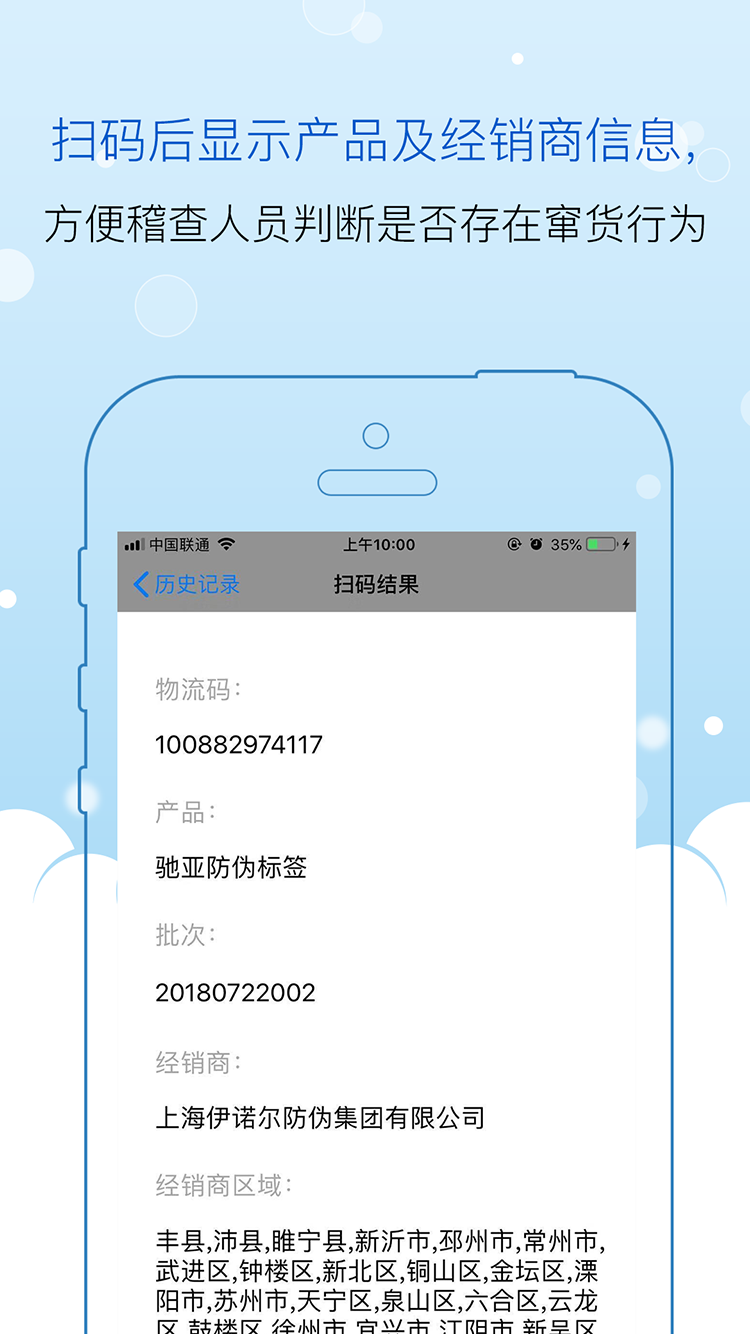 扫码后显示产品及经销商信息,
方便稽查人员判断是否存在窜货行为
中国联通 上午10:00 35%
历史记录 扫码结果
物流码:
100882974117
产品:
驰亚防伪标签
批次:
20180722002
经销商:
上海伊诺尔防伪集团有限公司
经销商区域:
丰县,沛县,睢宁县,新沂市,邳州市,常州市,
武进区,钟楼区,新北区,铜山区,金坛区,溧
阳市,苏州市,天宁区,泉山区,六合区,云龙
区,鼓楼区,徐州市,宜兴市,江阴市,新吴区